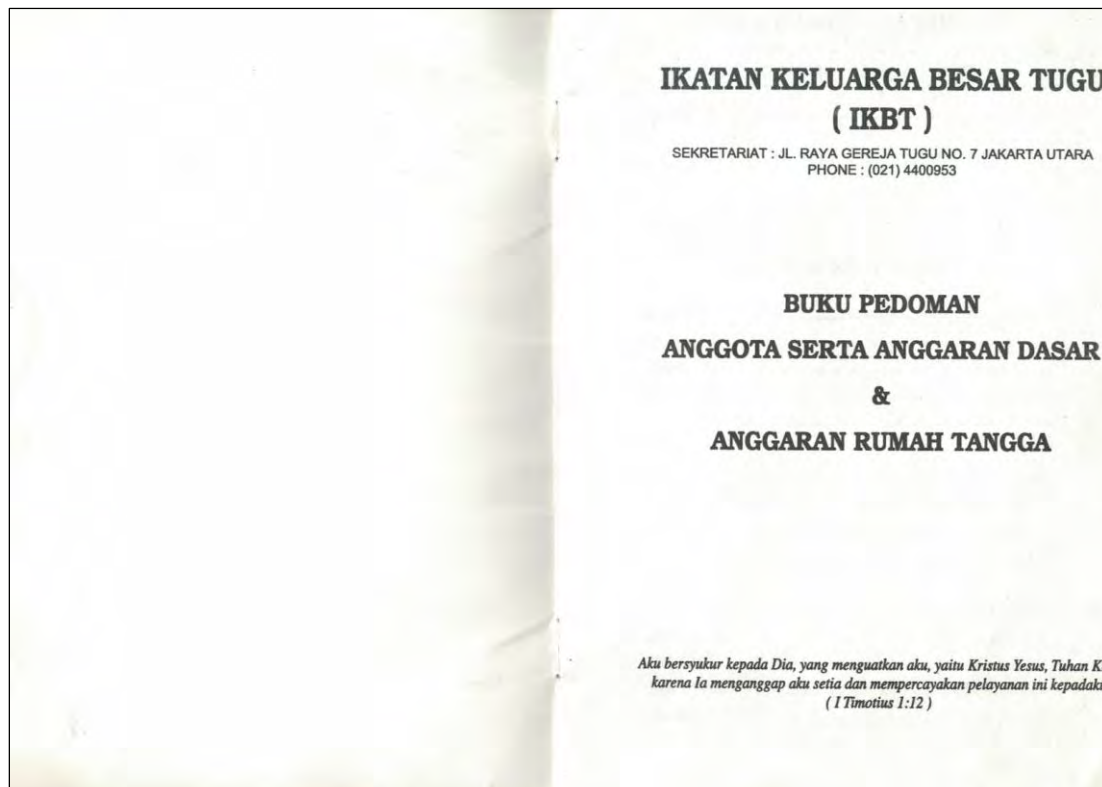 IKATAN KELUARGA BESAR TUGU
( IKBT )
SEKRETARIAT : JL. RAYA GEREJA TUGU NO. 7 JAKARTA UTARA
PHONE : (021) 4400953
BUKU PEDOMAN
ANGGOTA SERTA ANGGARAN DASAR
&
ANGGARAN RUMAH TANGGA
Aku bersyukur kepada Dia, yang menguatkan aku, yaitu Kristus Yesus, Tuhan K
karena Ia menganggap aku setia dan mempercayakan pelayanan ini kepadak
( I Timotius 1:12 )